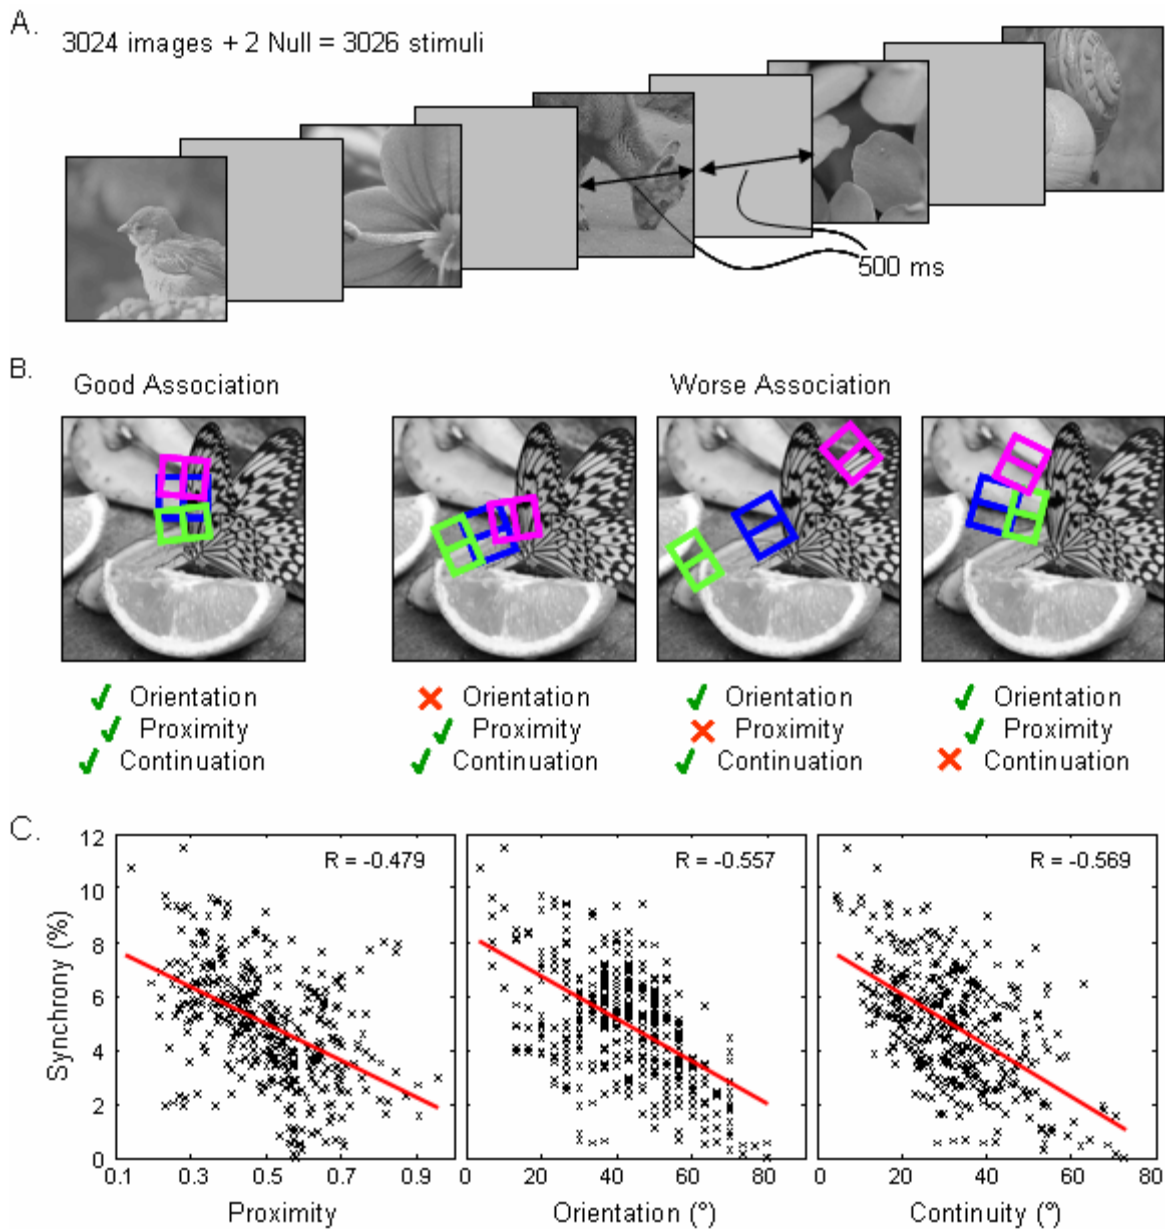 A.
3024 images + 2 Null = 3026 stimuli
500 ms
B.
Good Association
Worse Association
Orientation
Proximity
Continuation
Orientation
Proximity
Continuation
Orientation
Proximity
Continuation
Orientation
Proximity
Continuation
C.
Synchrony (%)
12
10
8
6
4
2
0
R = -0.479
0.1 0.3 0.5 0.7 0.9
Proximity
R = -0.557
0 20 40 60 80
Orientation (°)
R = -0.569
0 20 40 60 80
Continuity (°)